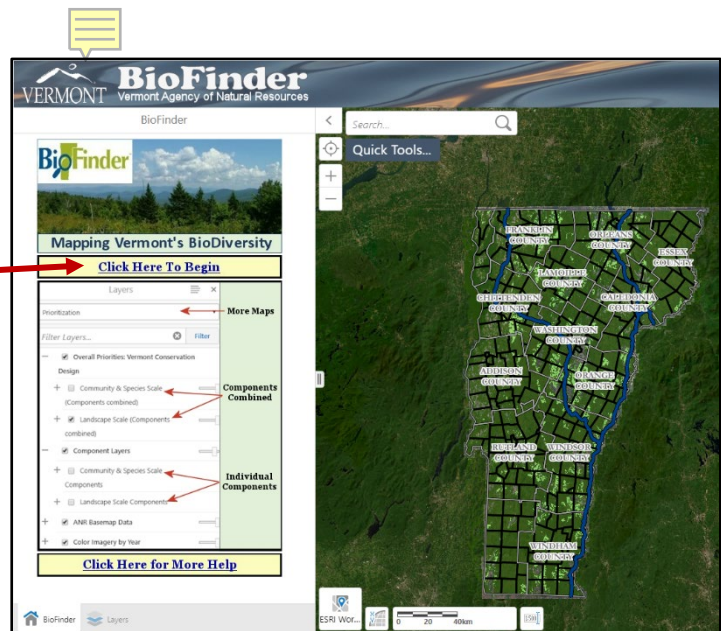 VERMONT
BioFinder
Vermont Agency of Natural Resources
BioFinder
BioFinder
Mapping Vermont's BioDiversity
Click Here To Begin
Layers
Prioritization
More Maps
Filter Layers...
Filter
Overall Priorities: Vermont Conservation
Design
Community & Species Scale
(Components combined)
Landscape Scale (Components
combined)
Components
Combined
Component Layers
Community & Species Scale
Components
Landscape Scale Components
Individual
Components
ANR Basemap Data
Color Imagery by Year
Click Here for More Help
BioFinder
Layers
Search...
Quick Tools...
FRANKLIN
COUNTY
ORLEANS
COUNTY
ESSEX
COUNTY
LAMOILLE
COUNTY
CHITTENDEN
COUNTY
CALEDONIA
COUNTY
WASHINGTON
COUNTY
ADDISON
COUNTY
ORANGE
COUNTY
RUTLAND
COUNTY
WINDSOR
COUNTY
WINDHAM
COUNTY
ESRI Wor...
0 20 40km